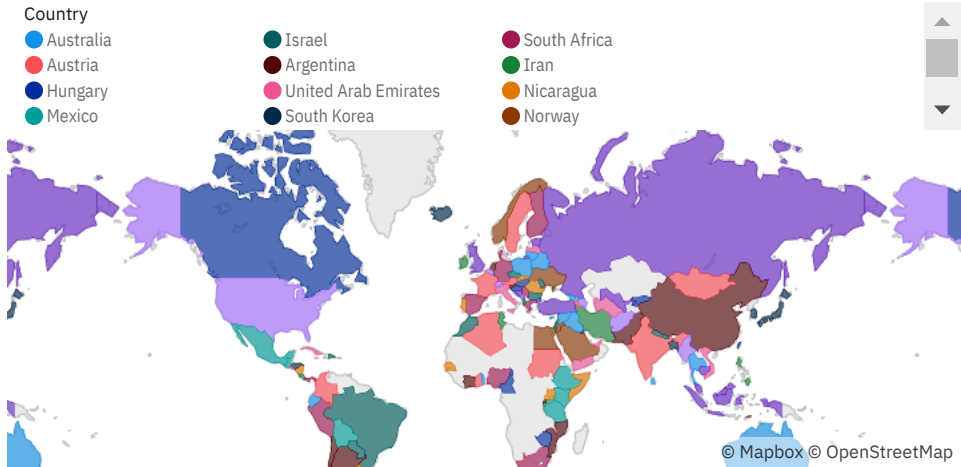 Country
Australia Israel South Africa
Austria Argentina Iran
Hungary United Arab Emirates Nicaragua
Mexico South Korea Norway
© Mapbox © OpenStreetMap